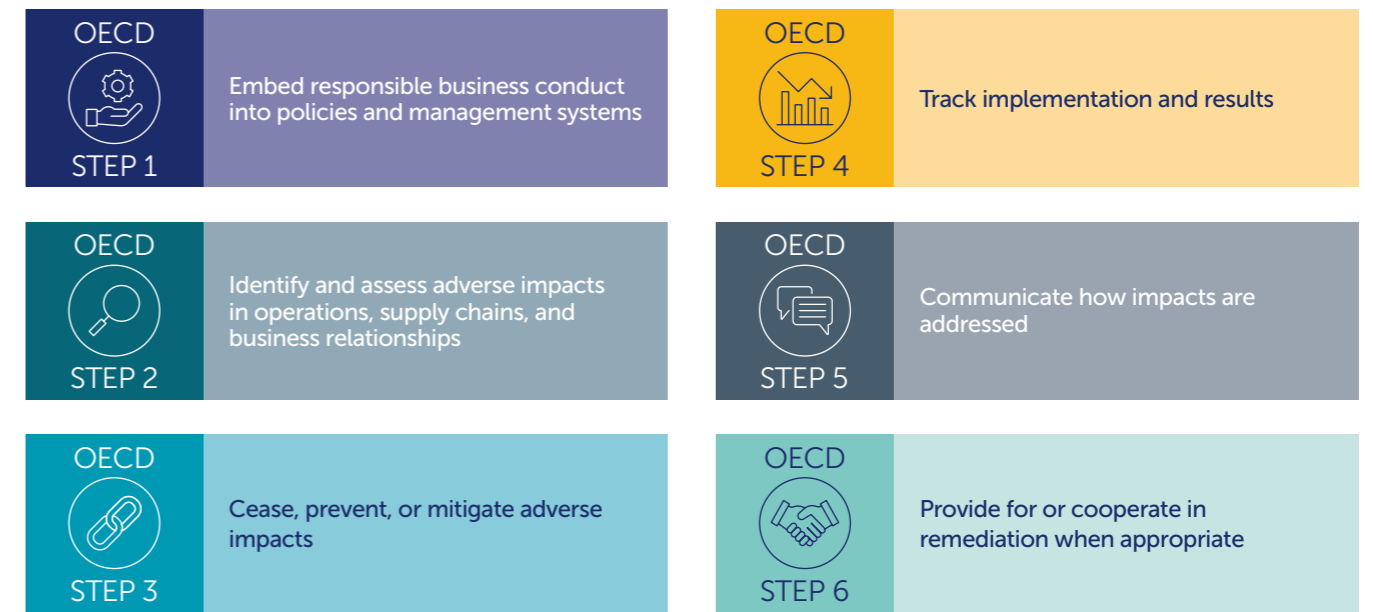 OECD
STEP 1
Embed responsible business conduct
into policies and management systems
OECD
STEP 2
Identify and assess adverse impacts
in operations, supply chains, and
business relationships
OECD
STEP 3
Cease, prevent, or mitigate adverse
impacts
OECD
STEP 4
Track implementation and results
OECD
STEP 5
Communicate how impacts are
addressed
OECD
STEP 6
Provide for or cooperate in
remediation when appropriate